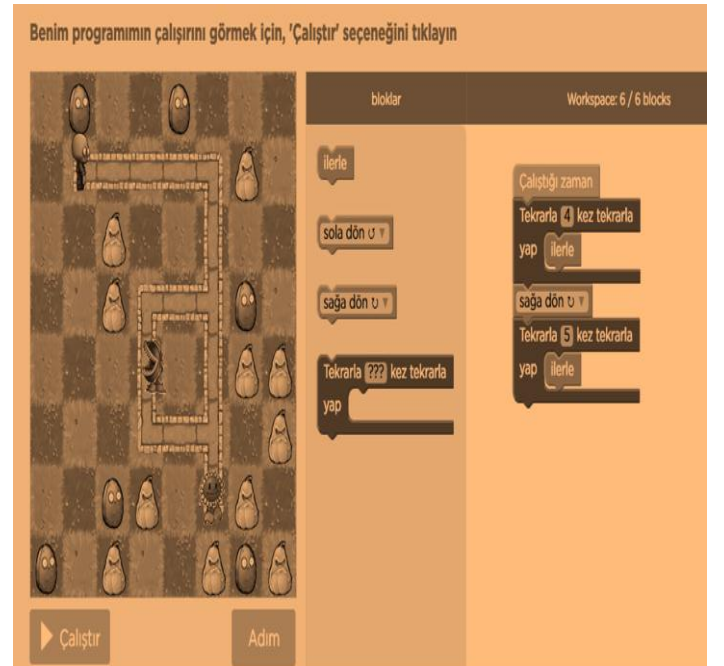 Benim programımın çalışırını görmek için, 'Çalıştır' seçeneğini tıklayın
bloklar
Workspace: 6 / 6 blocks
ilerle
sola dön ↺ ▼
sağa dön ↻ ▼
Tekrarla ??? kez tekrarla
yap
Çalıştığı zaman
Tekrarla 4 kez tekrarla
yap ilerle
sağa dön ↻ ▼
Tekrarla 5 kez tekrarla
yap ilerle
Çalıştır
Adım